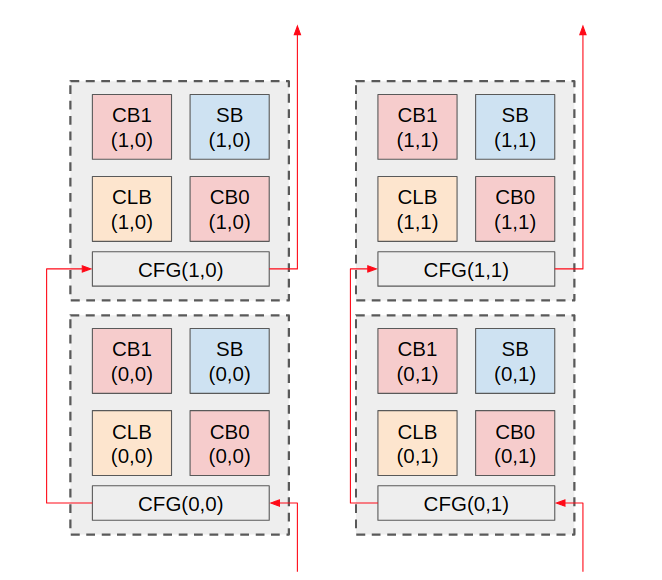 CB1
(1,0)
SB
(1,0)
CLB
(1,0)
CB0
(1,0)
CFG(1,0)
CB1
(0,0)
SB
(0,0)
CLB
(0,0)
CB0
(0,0)
CFG(0,0)
CB1
(1,1)
SB
(1,1)
CLB
(1,1)
CB0
(1,1)
CFG(1,1)
CB1
(0,1)
SB
(0,1)
CLB
(0,1)
CB0
(0,1)
CFG(0,1)